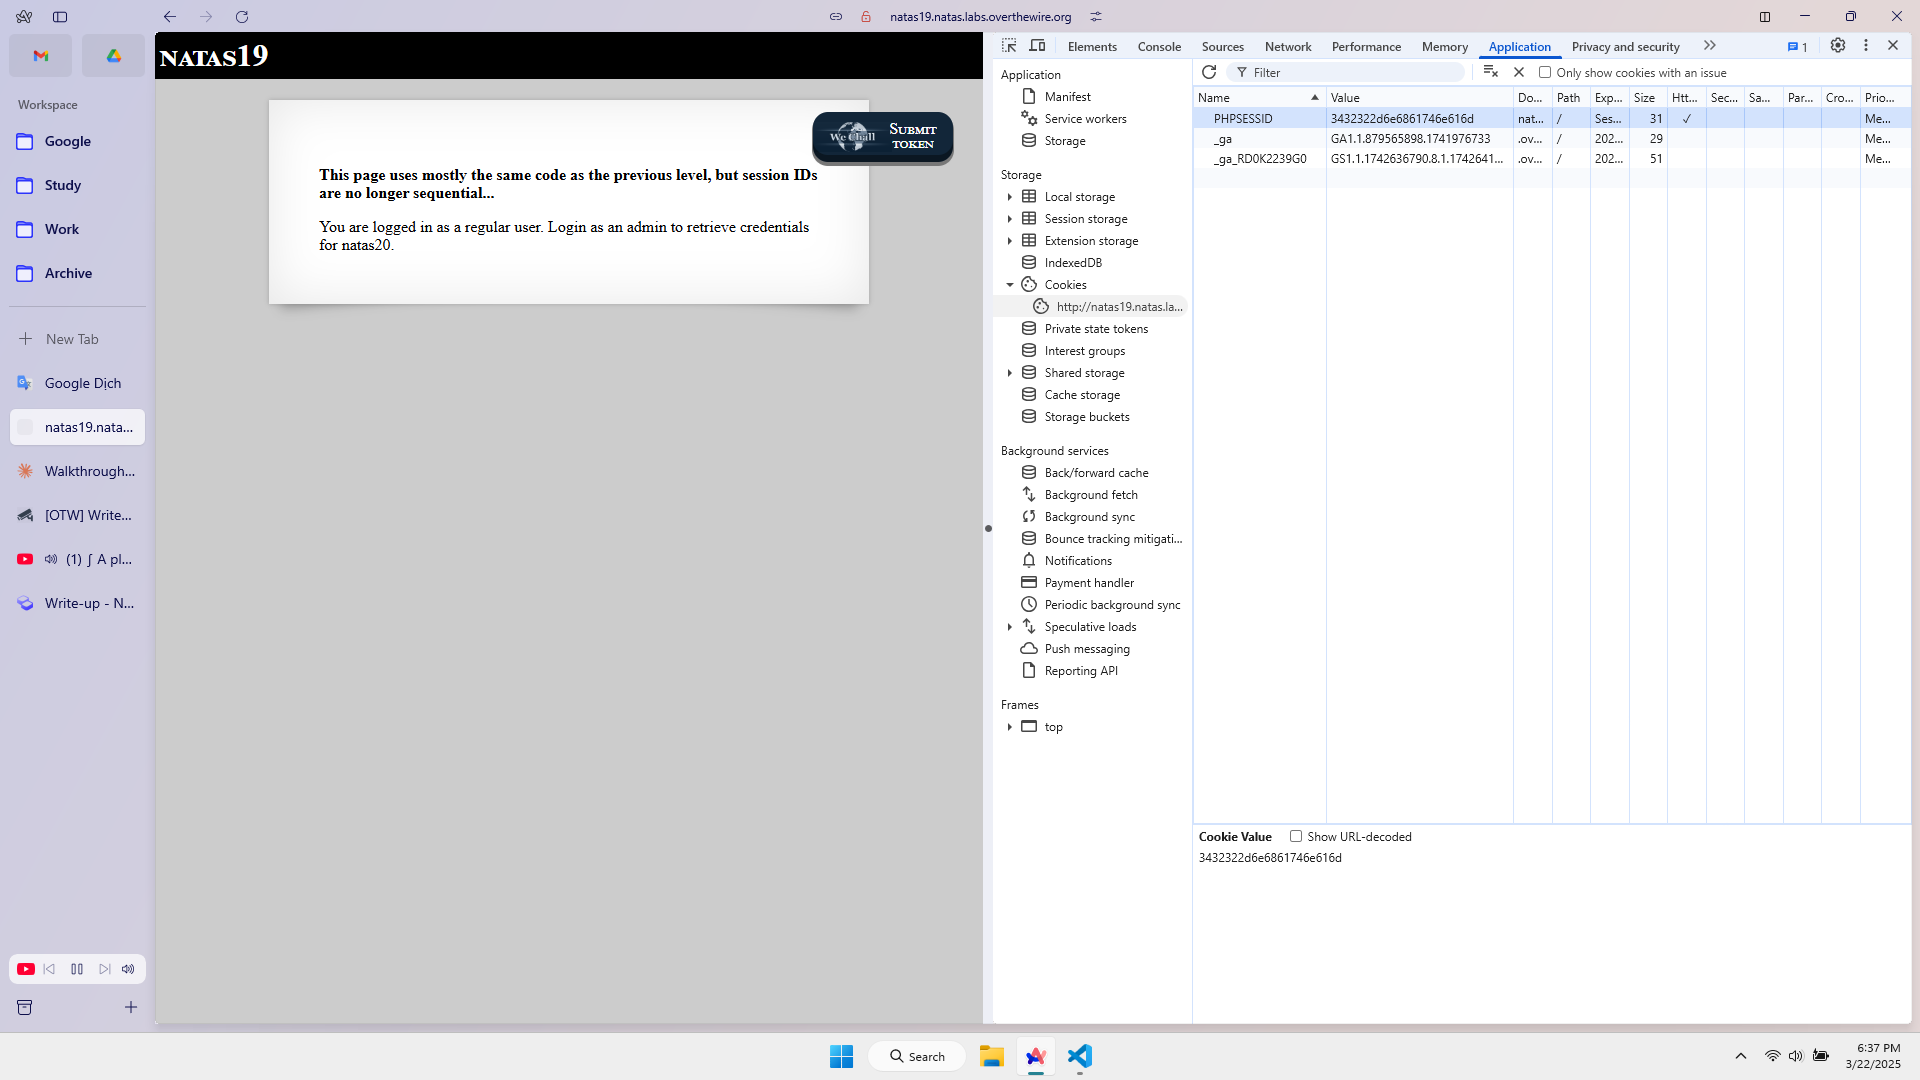 natas19.natas.labs.overthewire.org
Workspace
Google
Study
Work
Archive
New Tab
Google Dịch
natas19.nata...
Walkthrough...
[OTW] Write...
(1) ∫ A pl...
Write-up - N...
NATAS19
We Chall
SUBMIT
TOKEN
This page uses mostly the same code as the previous level, but session IDs
are no longer sequential...
You are logged in as a regular user. Login as an admin to retrieve credentials
for natas20.
Elements Console Sources Network Performance Memory Application Privacy and security 1
Application
Manifest
Service workers
Storage
Storage
Local storage
Session storage
Extension storage
IndexedDB
Cookies
http://natas19.natas.la...
Private state tokens
Interest groups
Shared storage
Cache storage
Storage buckets
Background services
Back/forward cache
Background fetch
Background sync
Bounce tracking mitigati...
Notifications
Payment handler
Periodic background sync
Speculative loads
Push messaging
Reporting API
Frames
top
Filter Only show cookies with an issue
Name Value Do... Path Exp... Size Htt... Sec... Sa... Par... Cro... Prio...
PHPSESSID 3432322d6e6861746e616d nat... / Ses... 31 ✓ Me...
_ga GA1.1.879565898.1741976733 .ov... / 202... 29 Me...
_ga_RD0K2239G0 GS1.1.1742636790.8.1.1742641... .ov... / 202... 51 Me...
Cookie Value Show URL-decoded
3432322d6e6861746e616d
Search
6:37 PM
3/22/2025